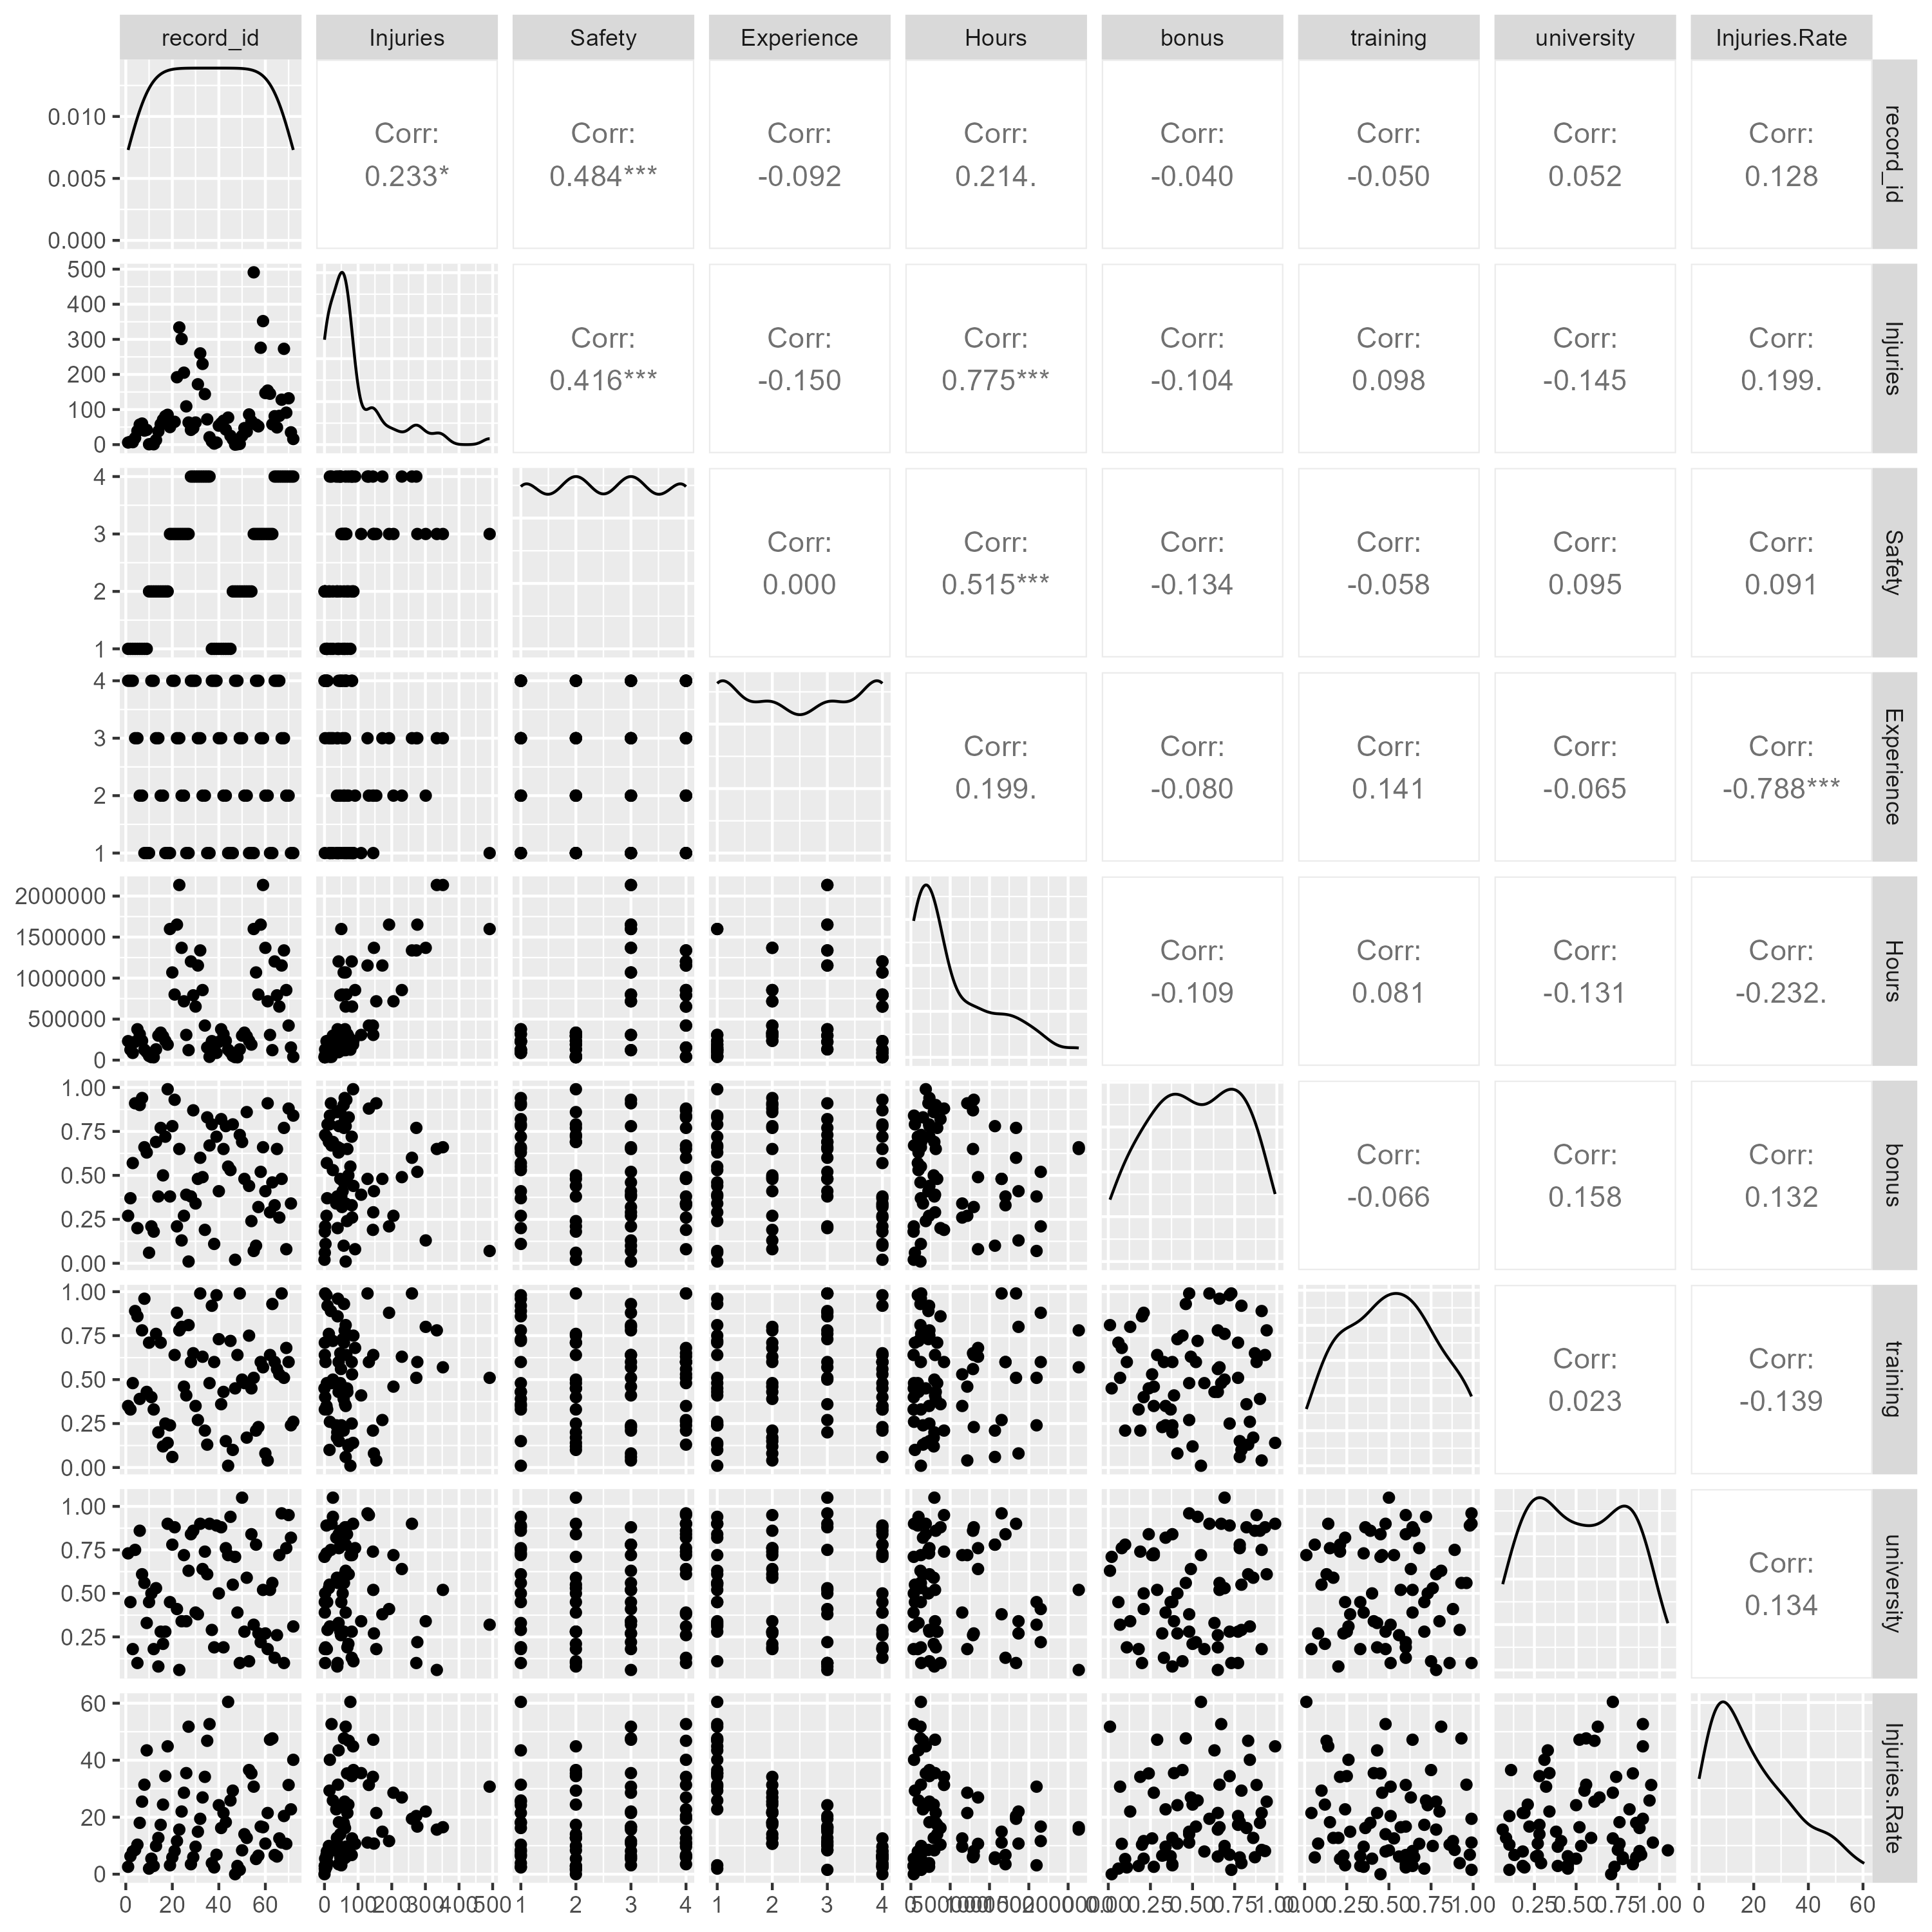 record_id Injuries Safety Experience Hours bonus training university Injuries.Rate
0.010
0.005
0.000
Corr: Corr: Corr: Corr: Corr: Corr: Corr: Corr:
0.233* 0.484*** -0.092 0.214. -0.040 -0.050 0.052 0.128
record_id
500
400
300
200
100
0
Corr: Corr: Corr: Corr: Corr: Corr: Corr:
0.416*** -0.150 0.775*** -0.104 0.098 -0.145 0.199.
Injuries
4
3
2
1
Corr: Corr: Corr: Corr: Corr: Corr:
0.000 0.515*** -0.134 -0.058 0.095 0.091
Safety
4
3
2
1
Corr: Corr: Corr: Corr: Corr:
0.199. -0.080 0.141 -0.065 -0.788***
Experience
2000000
1500000
1000000
500000
0
Corr: Corr: Corr: Corr:
-0.109 0.081 -0.131 -0.232.
Hours
1.00
0.75
0.50
0.25
0.00
Corr: Corr: Corr:
-0.066 0.158 0.132
bonus
1.00
0.75
0.50
0.25
0.00
Corr: Corr:
0.023 -0.139
training
1.00
0.75
0.50
0.25
Corr:
0.134
university
60
40
20
0
Injuries.Rate
0 20 40 60 0 100 200 300 400 500 1 2 3 4 1 2 3 4 0 500000 1000000 1500000 2000000 0.00 0.25 0.50 0.75 1.00 0.00 0.25 0.50 0.75 1.00 0.25 0.50 0.75 1.00 0 20 40 60